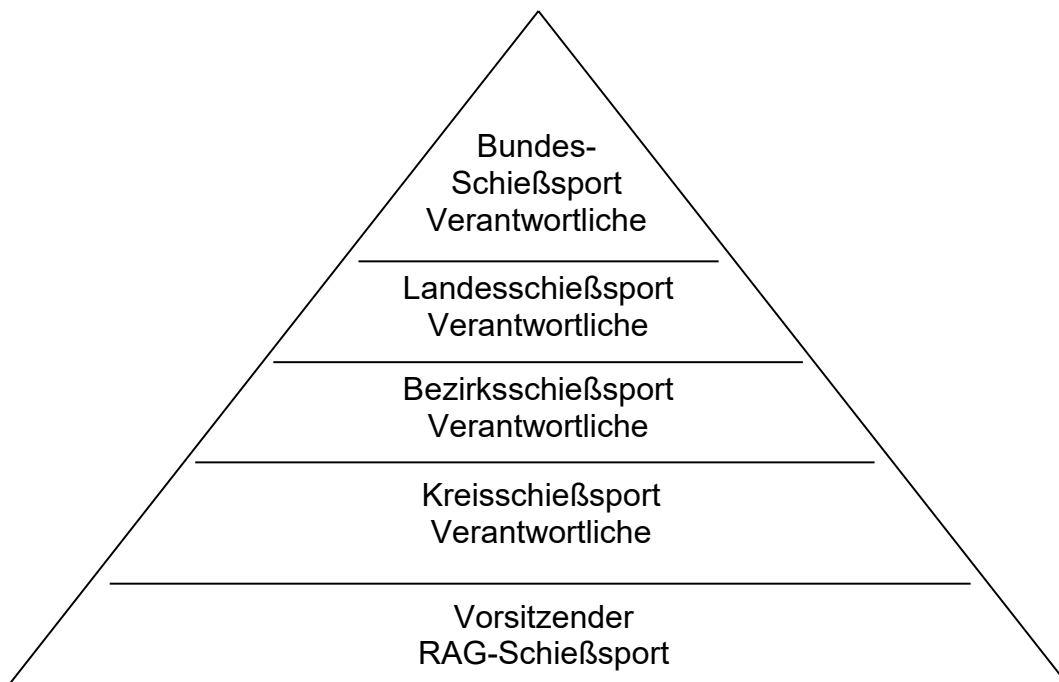 Bundes-
Schießsport
Verantwortliche
Landesschießsport
Verantwortliche
Bezirksschießsport
Verantwortliche
Kreisschießsport
Verantwortliche
Vorsitzender
RAG-Schießsport